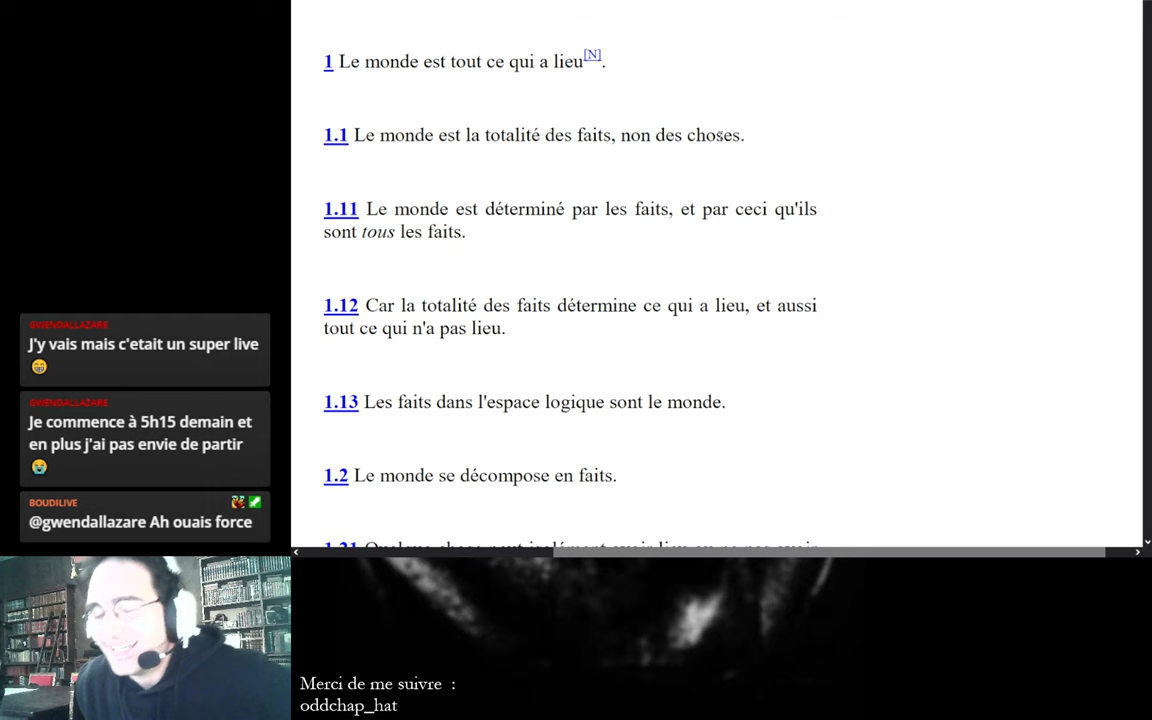 1 Le monde est tout ce qui a lieu[N].
1.1 Le monde est la totalité des faits, non des choses.
1.11 Le monde est déterminé par les faits, et par ceci qu'ils
sont tous les faits.
1.12 Car la totalité des faits détermine ce qui a lieu, et aussi
tout ce qui n'a pas lieu.
1.13 Les faits dans l'espace logique sont le monde.
1.2 Le monde se décompose en faits.
GWENDALLAZARE
J'y vais mais c'etait un super live
😁
GWENDALLAZARE
Je commence à 5h15 demain et
en plus j'ai pas envie de partir
😭
BOUDILIVE
@gwendallazare Ah ouais force
Merci de me suivre :
oddchap_hat